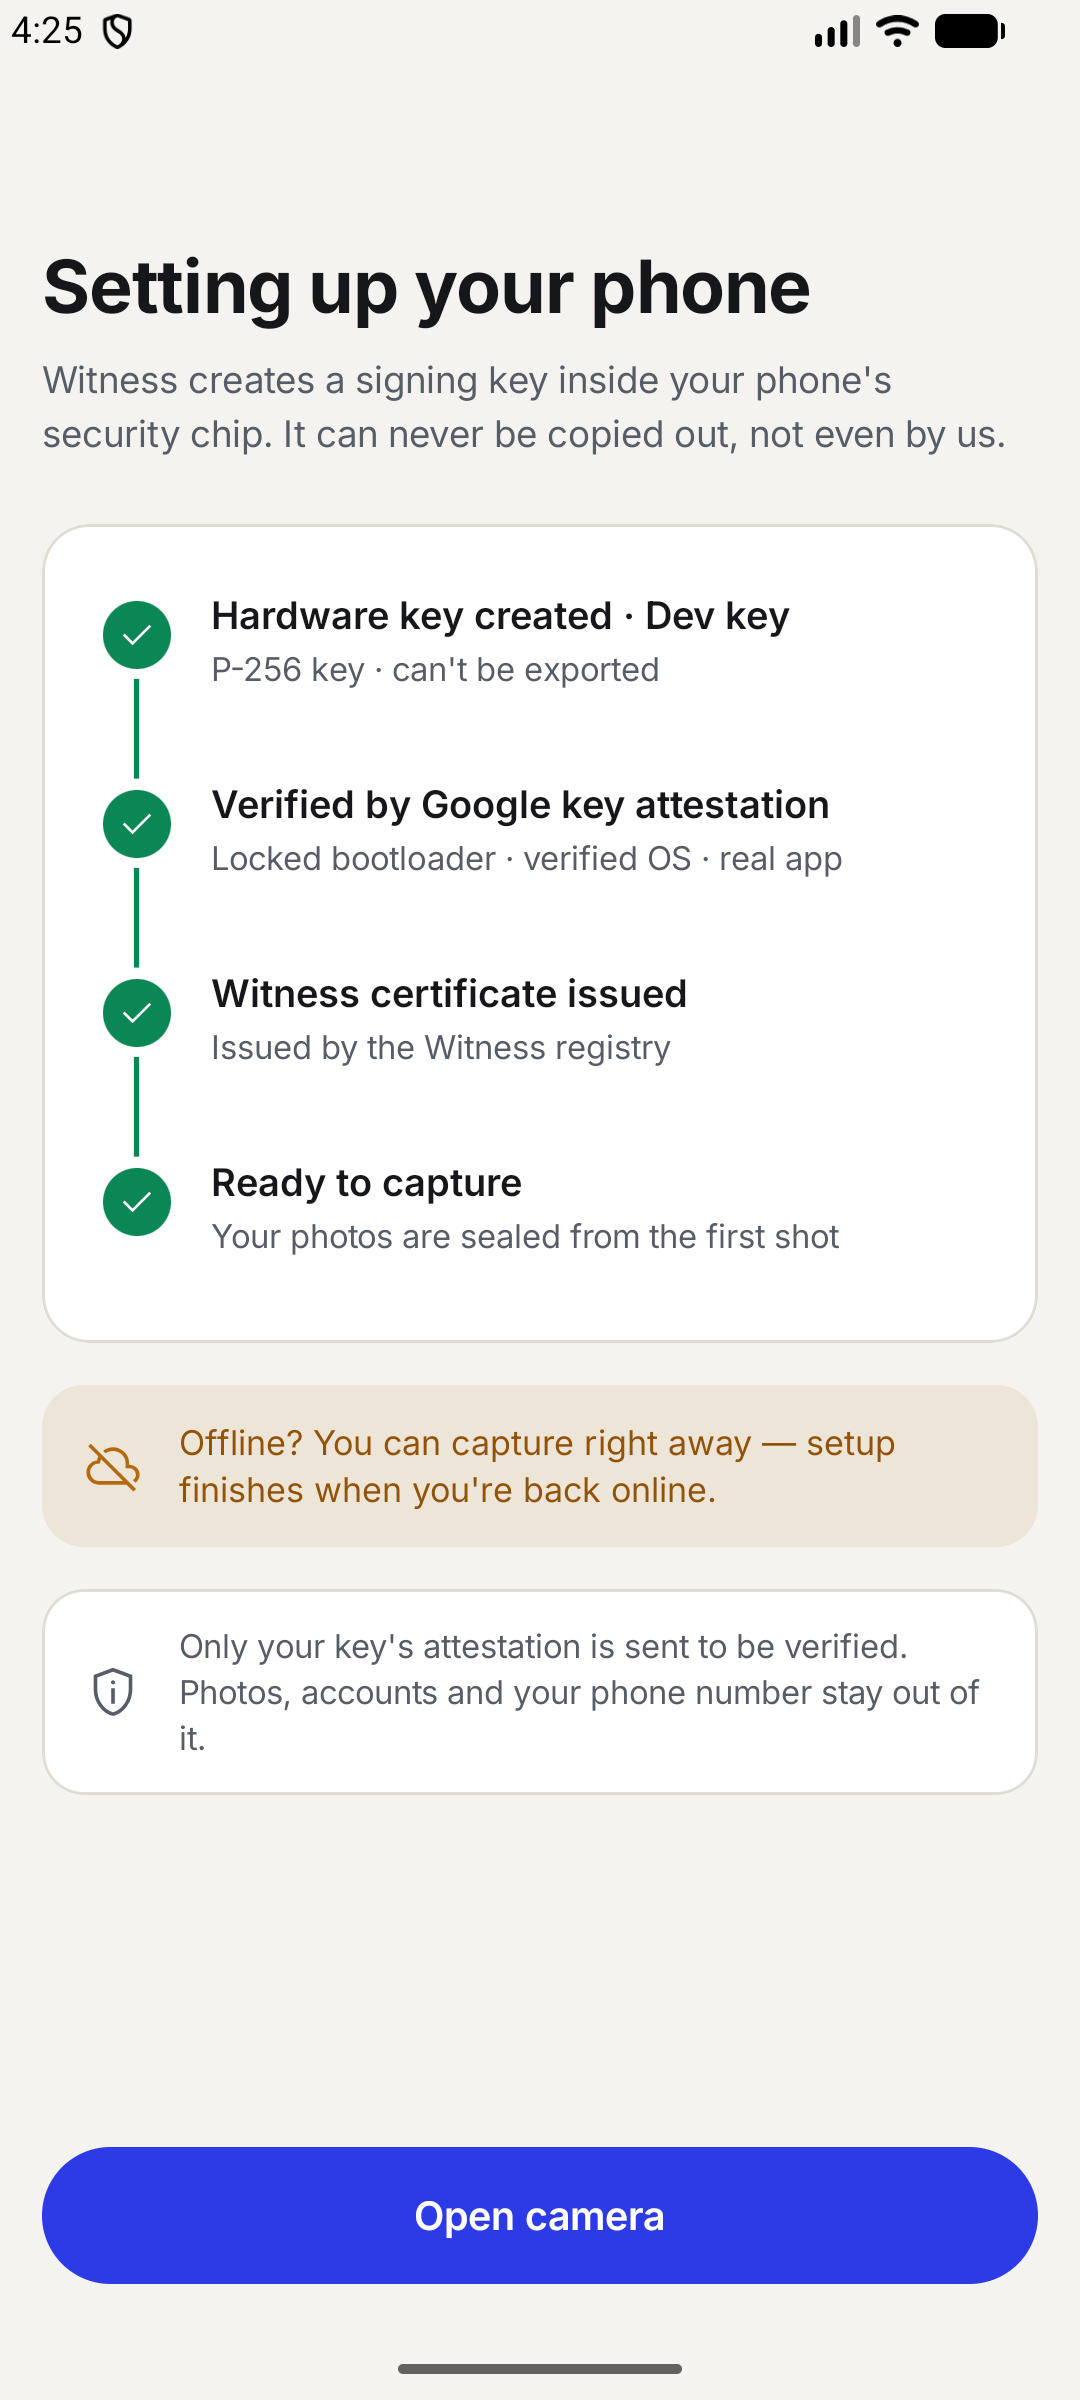 4:25
Setting up your phone
Witness creates a signing key inside your phone's
security chip. It can never be copied out, not even by us.
Hardware key created · Dev key
P-256 key · can't be exported
Verified by Google key attestation
Locked bootloader · verified OS · real app
Witness certificate issued
Issued by the Witness registry
Ready to capture
Your photos are sealed from the first shot
Offline? You can capture right away — setup
finishes when you're back online.
Only your key's attestation is sent to be verified.
Photos, accounts and your phone number stay out of
it.
Open camera